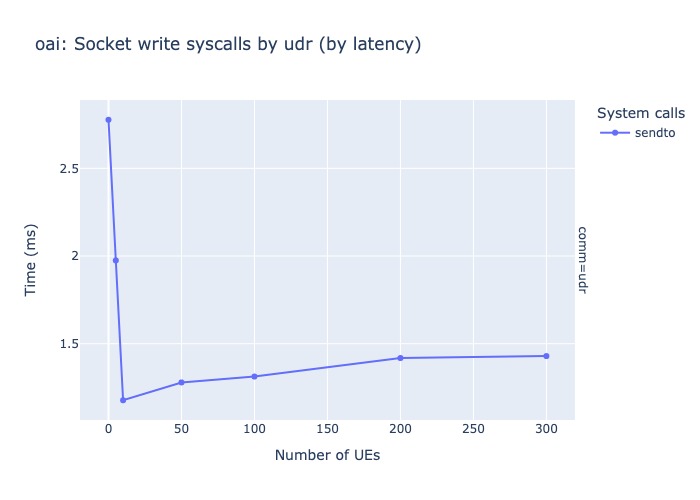 oai: Socket write syscalls by udr (by latency)
System calls
sendto
2.5
2
1.5
Time (ms)
comm=udr
0 50 100 150 200 250 300
Number of UEs